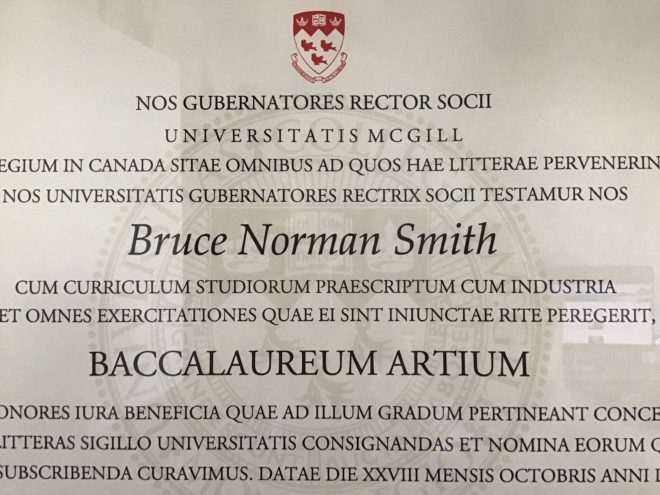 NOS GUBERNATORES RECTOR SOCII
UNIVERSITATIS MCGILL
EGIUM IN CANADA SITAE OMNIBUS AD QUOS HAE LITTERAE PERVENERIN
NOS UNIVERSITATIS GUBERNATORES RECTRIX SOCII TESTAMUR NOS
Bruce Norman Smith
CUM CURRICULUM STUDIORUM PRAESCRIPTUM CUM INDUSTRIA
ET OMNES EXERCITATIONES QUAE EI SINT INIUNCTAE RITE PEREGERIT,
BACCALAUREUM ARTIUM
ONORES IURA BENEFICIA QUAE AD ILLUM GRADUM PERTINEANT CONCE
LITTERAS SIGILLO UNIVERSITATIS CONSIGNANDAS ET NOMINA EORUM Q
SUBSCRIBENDA CURAVIMUS. DATAE DIE XXVIII MENSIS OCTOBRIS ANNI